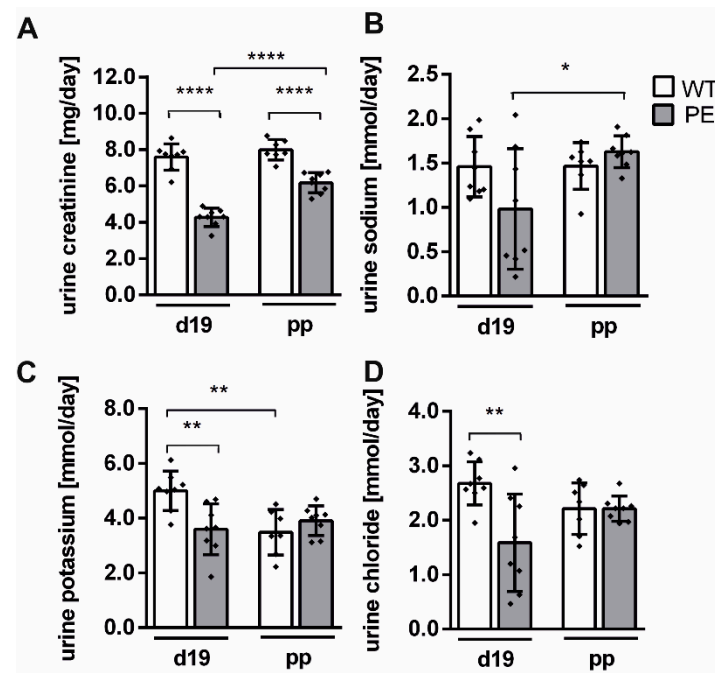 A
urine creatinine [mg/day]
12.0
10.0
8.0
6.0
4.0
2.0
0.0
****
****
****
d19
pp
B
urine sodium [mmol/day]
2.5
2.0
1.5
1.0
0.5
0.0
*
d19
pp
WT
PE
C
urine potassium [mmol/day]
8.0
6.0
4.0
2.0
0.0
**
**
d19
pp
D
urine chloride [mmol/day]
4.0
3.0
2.0
1.0
0.0
**
d19
pp